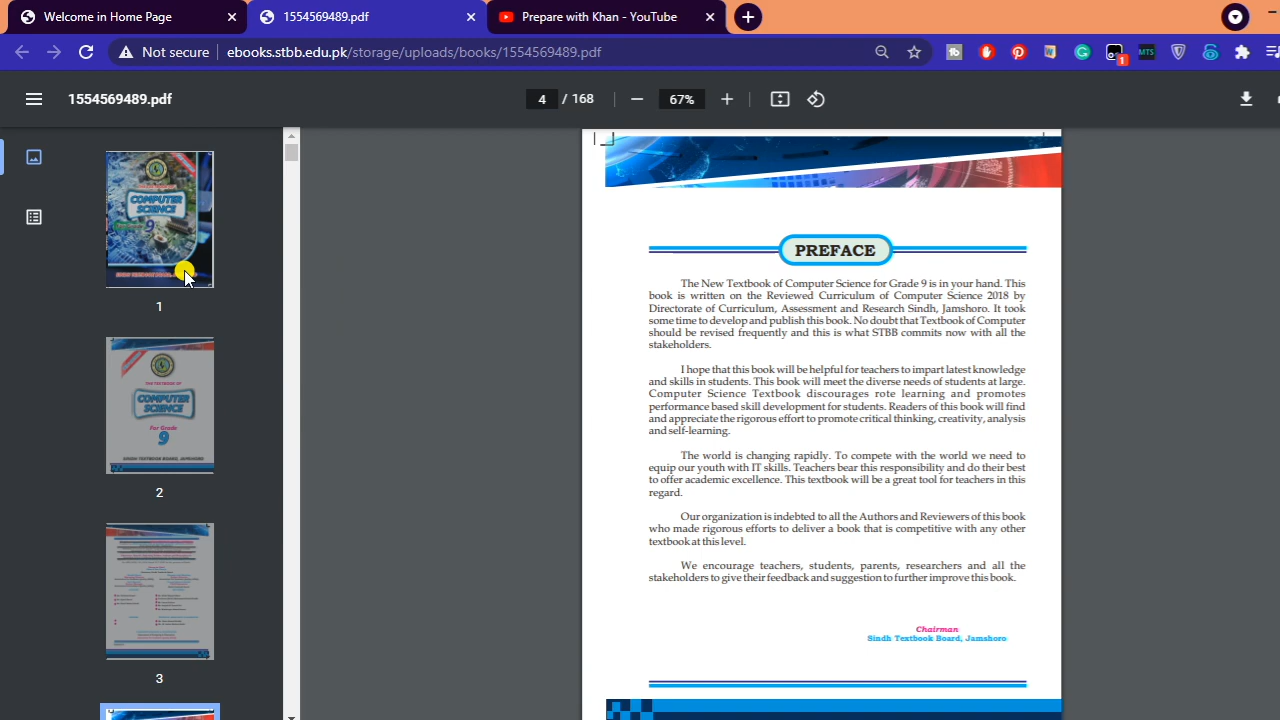 Welcome in Home Page
1554569489.pdf
Prepare with Khan - YouTube
Not secure
ebooks.stbb.edu.pk/storage/uploads/books/1554569489.pdf
1
MTS
1554569489.pdf
4 / 168
67%
COMPUTER
SCIENCE
9
1
THE TEXTBOOK OF
COMPUTER
SCIENCE
For Grade
9
SINDH TEXTBOOK BOARD, JAMSHORO
2
3
PREFACE
The New Textbook of Computer Science for Grade 9 is in your hand. This
book is written on the Reviewed Curriculum of Computer Science 2018 by
Directorate of Curriculum, Assessment and Research Sindh, Jamshoro. It took
some time to develop and publish this book. No doubt that Textbook of Computer
should be revised frequently and this is what STBB commits now with all the
stakeholders.
I hope that this book will be helpful for teachers to impart latest knowledge
and skills in students. This book will meet the diverse needs of students at large.
Computer Science Textbook discourages rote learning and promotes
performance based skill development for students. Readers of this book will find
and appreciate the rigorous effort to promote critical thinking, creativity, analysis
and self-learning.
The world is changing rapidly. To compete with the world we need to
equip our youth with IT skills. Teachers bear this responsibility and do their best
to offer academic excellence. This textbook will be a great tool for teachers in this
regard.
Our organization is indebted to all the Authors and Reviewers of this book
who made rigorous efforts to deliver a book that is competitive with any other
textbook at this level.
We encourage teachers, students, parents, researchers and all the
stakeholders to give their feedback and suggestion to further improve this book.
Chairman
Sindh Textbook Board, Jamshoro